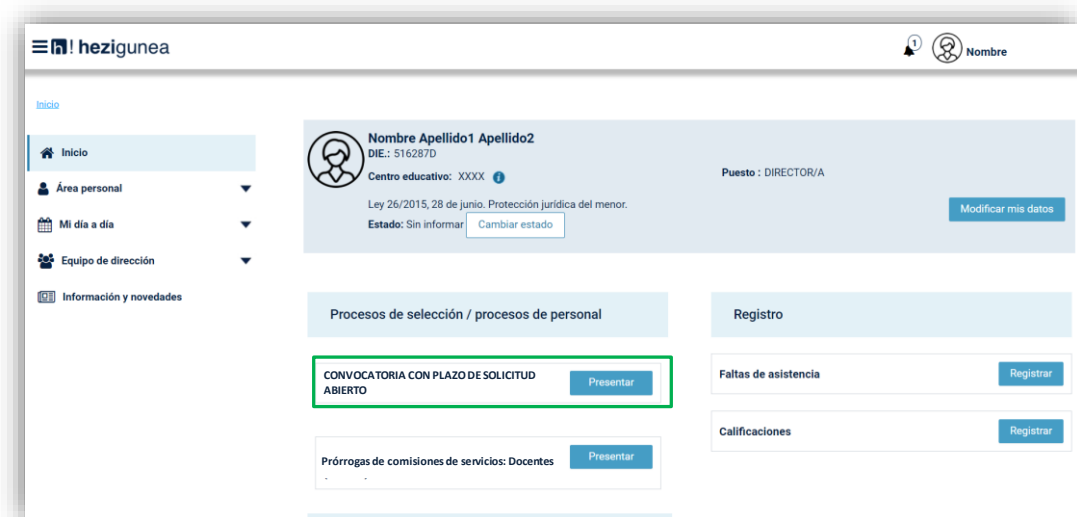 h! hezigunea
1
Nombre
Inicio
Inicio
Área personal
Mi día a día
Equipo de dirección
Información y novedades
Nombre Apellido1 Apellido2
DIE.: 516287D
Centro educativo: XXXX i
Puesto : DIRECTOR/A
Ley 26/2015, 28 de junio. Protección jurídica del menor.
Estado: Sin informar Cambiar estado
Modificar mis datos
Procesos de selección / procesos de personal
CONVOCATORIA CON PLAZO DE SOLICITUD
ABIERTO
Presentar
Prórrogas de comisiones de servicios: Docentes
Presentar
Registro
Faltas de asistencia
Registrar
Calificaciones
Registrar